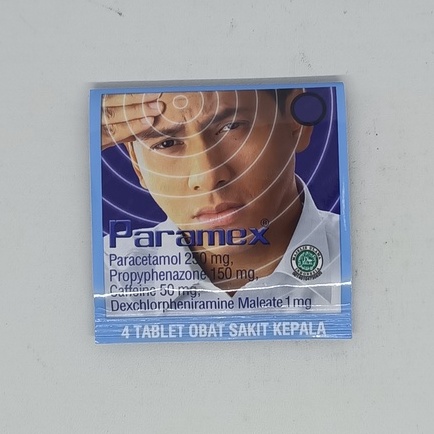 Paramex®
Paracetamol 250 mg,
Propyphenazone 150 mg,
Caffeine 50 mg,
Dexchlorpheniramine Maleate 1 mg
4 TABLET OBAT SAKIT KEPALA